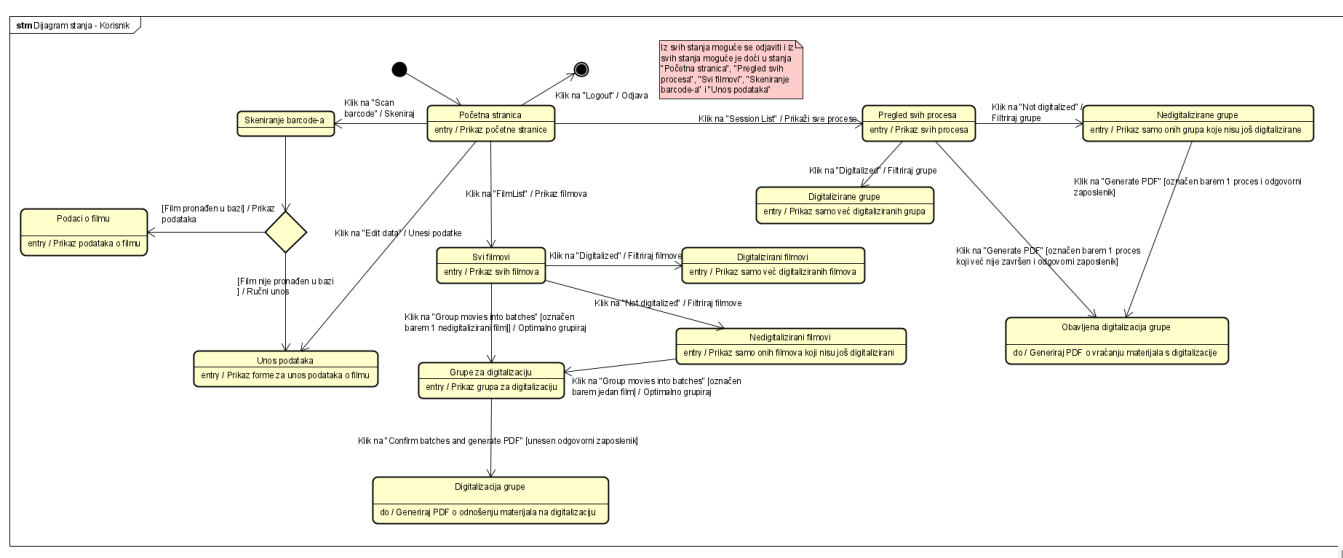 stm Dijagram stanja - Korisnik
Iz svih stanja moguće se odjaviti i iz
svih stanja moguće je doći u stanja
"Početna stranica", "Pregled svih
procesa", "Svi filmovi", "Skeniranje
barcode-a" i "Unos podataka"
Klik na "Logout" / Odjava
Klik na "Scan
barcode" / Skeniraj
Skeniranje barcode-a
Početna stranica
entry / Prikaz početne stranice
Klik na "Session List" / Prikaži sve procese
Pregled svih procesa
entry / Prikaz svih procesa
Klik na "Not digitalized" /
Filtriraj grupe
Nedigitalizirane grupe
entry / Prikaz samo onih grupa koje nisu još digitalizirane
Klik na "Digitalized" / Filtriraj grupe
Digitalizirane grupe
entry / Prikaz samo već digitaliziranih grupa
Klik na "Generate PDF" [označen barem 1 proces i odgovorni
zaposlenik]
Klik na "FilmList" / Prikaz filmova
[Film pronađen u bazi] / Prikaz
podataka
Podaci o filmu
entry / Prikaz podataka o filmu
Klik na "Edit data" / Unesi podatke
Klik na "Generate PDF" [označen barem 1 proces
koji već nije završen i odgovorni zaposlenik]
Svi filmovi
entry / Prikaz svih filmova
Klik na "Digitalized" / Filtriraj filmove
Digitalizirani filmovi
entry / Prikaz samo već digitaliziranih filmova
[Film nije pronađen u bazi
] / Ručni unos
Klik na "Not digitalized" / Filtriraj filmove
Klik na "Group movies into batches" [označen
barem 1 nedigitalizirani film]] / Optimalno grupiraj
Nedigitalizirani filmovi
entry / Prikaz samo onih filmova koji nisu još digitalizirani
Obavljena digitalizacija grupe
do / Generiraj PDF o vraćanju materijala s digitalizacije
Unos podataka
entry / Prikaz forme za unos podataka o filmu
Grupe za digitalizaciju
entry / Prikaz grupa za digitalizaciju
Klik na "Group movies into batches" [označen
barem jedan film] / Optimalno grupiraj
Klik na "Confirm batches and generate PDF" [unesen odgovorni zaposlenik]
Digitalizacija grupe
do / Generiraj PDF o odnošenju materijala na digitalizaciju